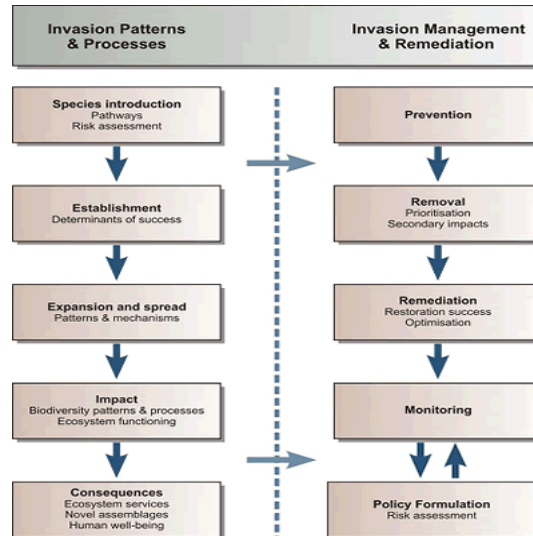 Invasion Patterns
& Processes
Invasion Management
& Remediation
Species introduction
Pathways
Risk assessment
Establishment
Determinants of success
Expansion and spread
Patterns & mechanisms
Impact
Biodiversity patterns & processes
Ecosystem functioning
Consequences
Ecosystem services
Novel assemblages
Human well-being
Prevention
Removal
Prioritisation
Secondary impacts
Remediation
Restoration success
Optimisation
Monitoring
Policy Formulation
Risk assessment